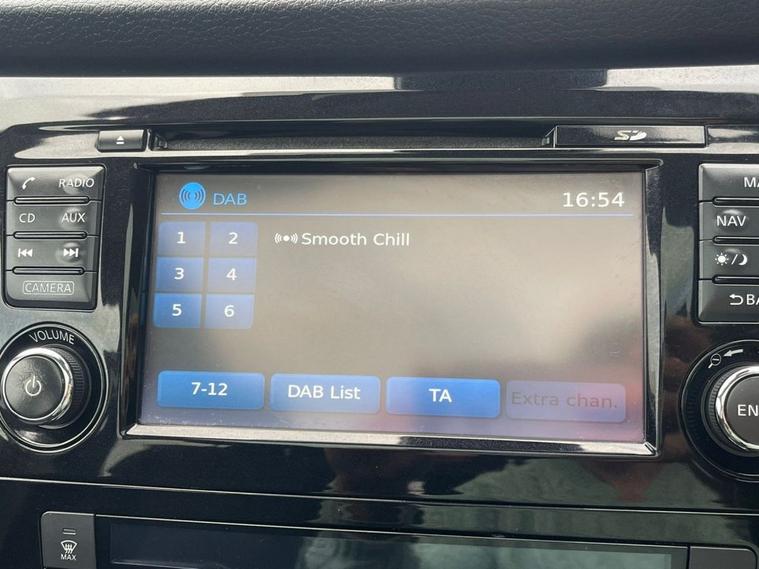 SD
RADIO
CD AUX
CAMERA
VOLUME
DAB 16:54
1 2
3 4
5 6
Smooth Chill
7-12 DAB List TA Extra chan.
NAV
MAX